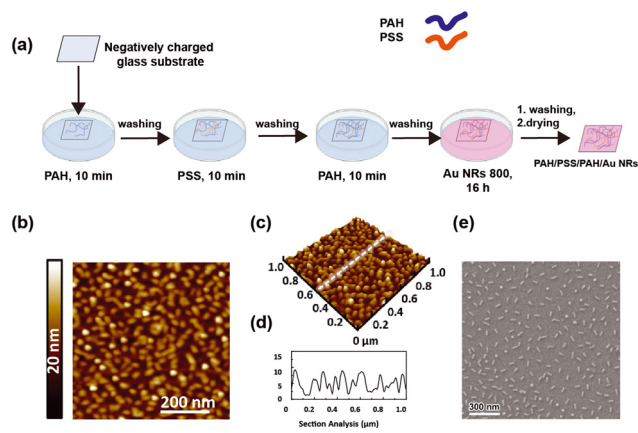 PAH
PSS
(a)
Negatively charged
glass substrate
washing
washing
washing
1. washing,
2.drying
PAH, 10 min
PSS, 10 min
PAH, 10 min
Au NRs 800,
16 h
PAH/PSS/PAH/Au NRs
(b)
20 nm
200 nm
(c)
1.0
0.8
0.6
0.4
0.2
0 μm
0.2
0.4
0.6
0.8
1.0
(d)
15
10
5
0
0
0.2
0.4
0.6
0.8
1.0
Section Analysis (μm)
(e)
300 nm